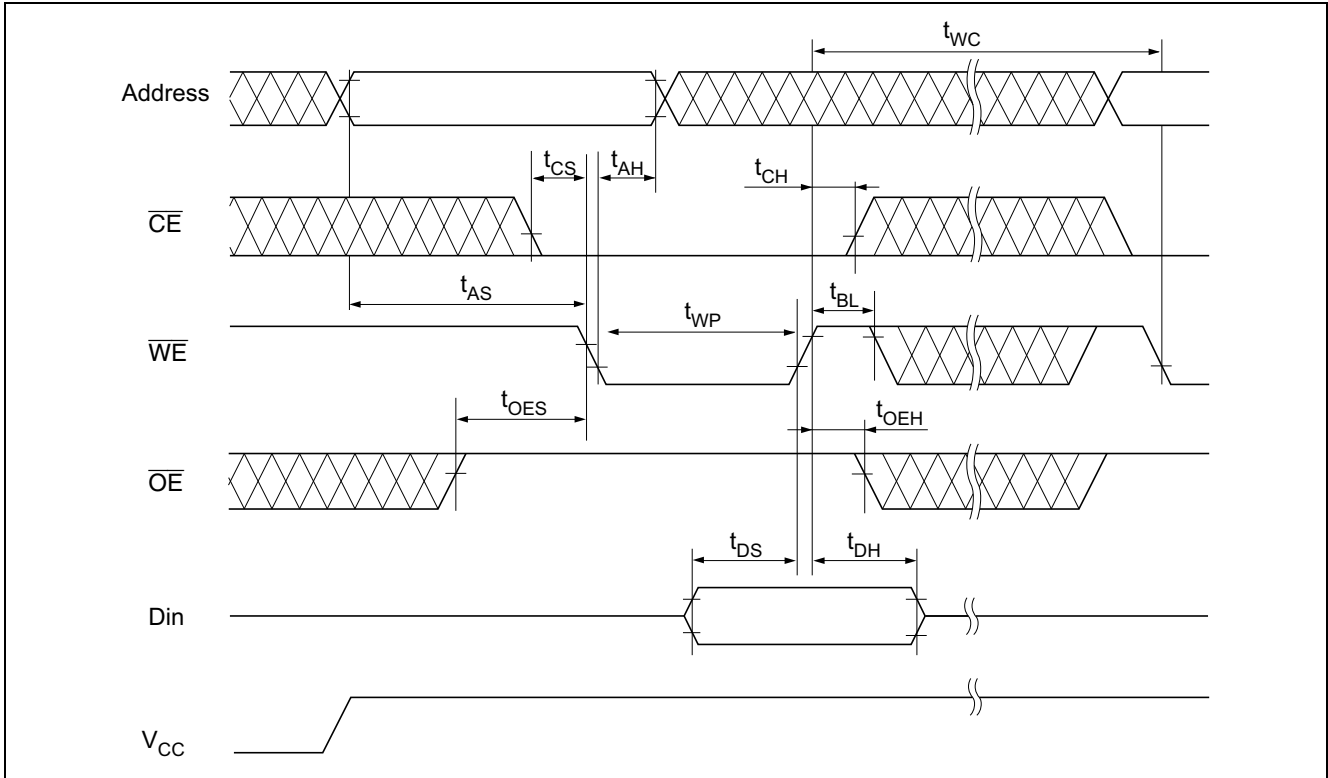 tWC
Address
tCS
tAH
tCH
CE
tAS
tBL
tWP
WE
tOES
tOEH
OE
tDS
tDH
Din
VCC